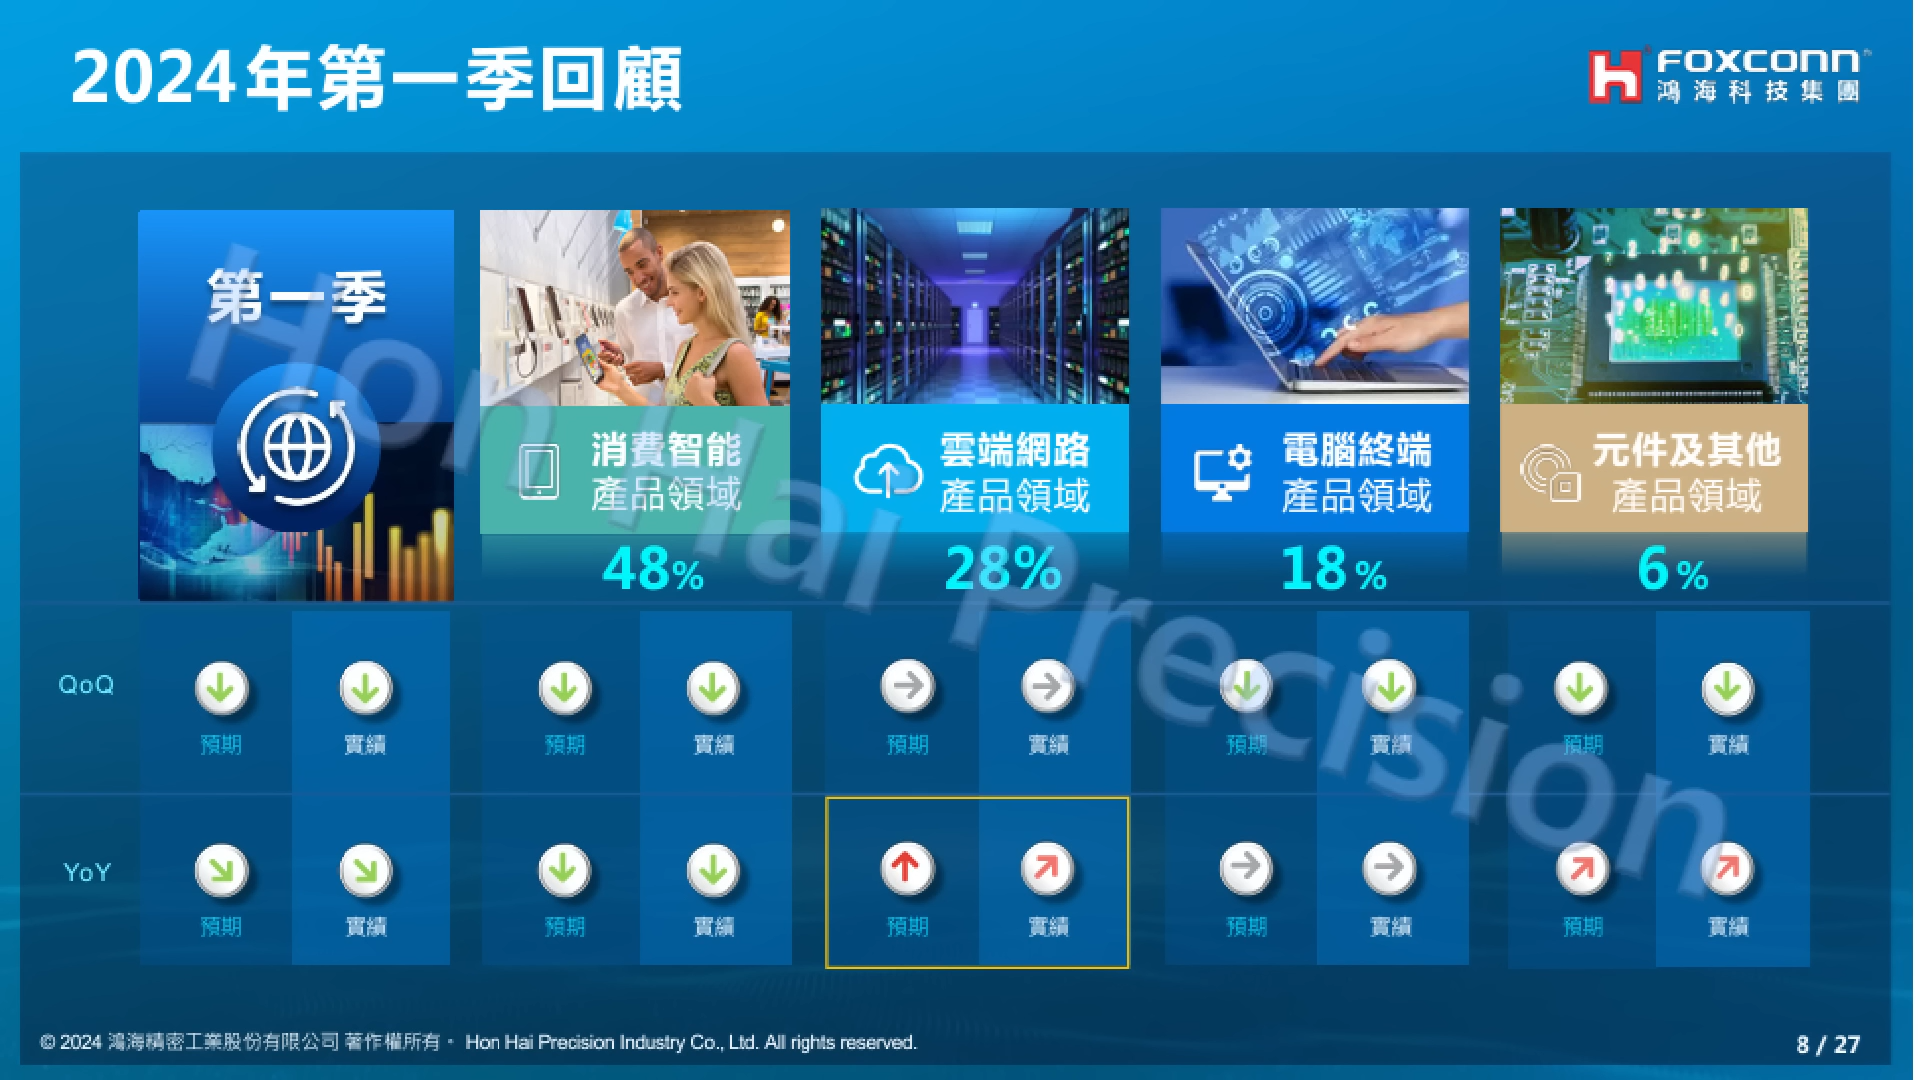 2024年第一季回顧
FOXCONN
鴻海科技集團
第一季
消費智能
產品領域
48%
雲端網路
產品領域
28%
電腦終端
產品領域
18%
元件及其他
產品領域
6%
QoQ
預期 實績 預期 實績 預期 實績 預期 實績 預期 實績
YoY
預期 實績 預期 實績 預期 實績 預期 實績 預期 實績
Hon Hai Precision
© 2024 鴻海精密工業股份有限公司 著作權所有。 Hon Hai Precision Industry Co., Ltd. All rights reserved.
8 / 27